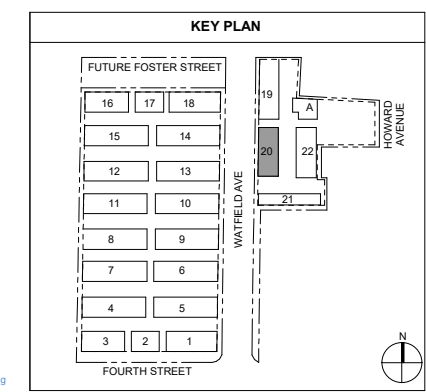 KEY PLAN
FUTURE FOSTER STREET
16 17 18
15 14
12 13
11 10
8 9
7 6
4 5
3 2 1
FOURTH STREET
WATFIELD AVE
19
A
20 22
21
HOWARD
AVENUE
N
g